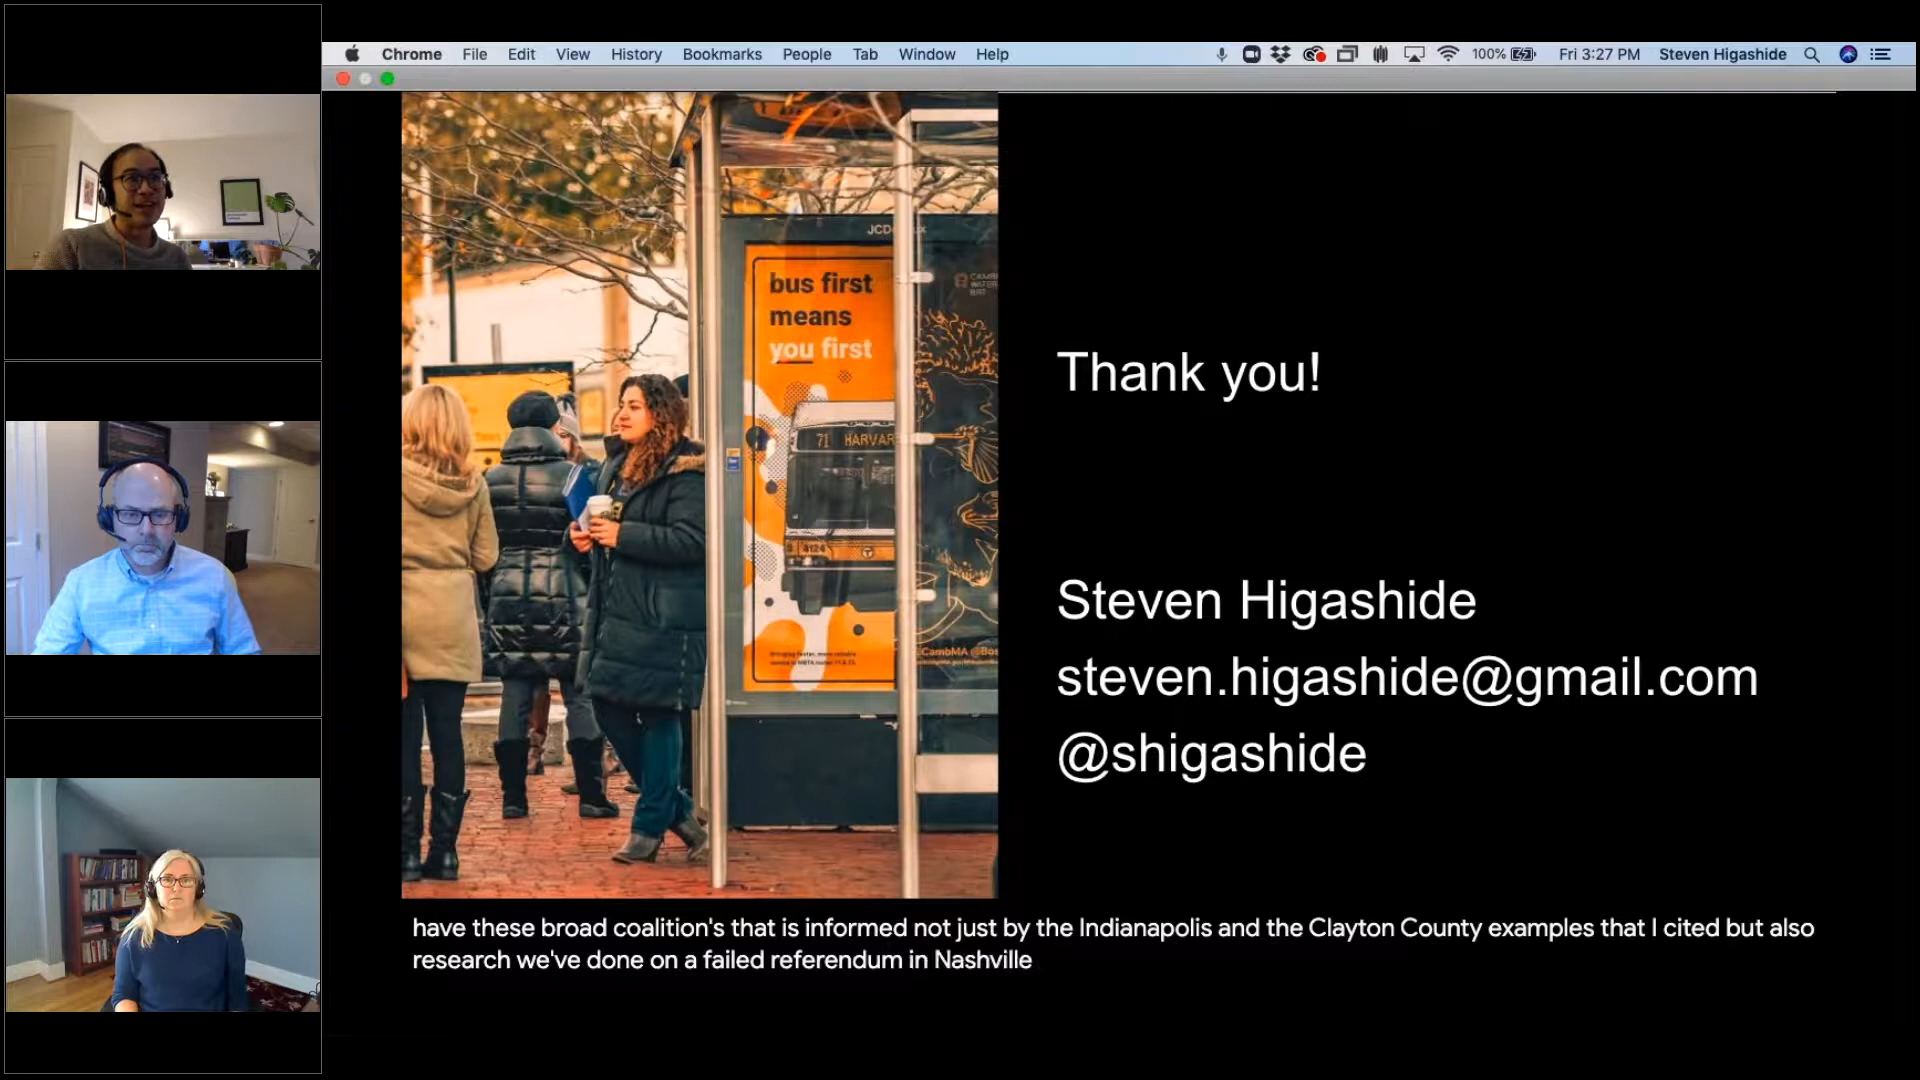 Chrome File Edit View History Bookmarks People Tab Window Help 100% Fri 3:27 PM Steven Higashide
bus first
means
you first
71 HARVAR
4124
Thank you!
Steven Higashide
steven.higashide@gmail.com
@shigashide
CambMA @Bos
have these broad coalition's that is informed not just by the Indianapolis and the Clayton County examples that I cited but also
research we've done on a failed referendum in Nashville